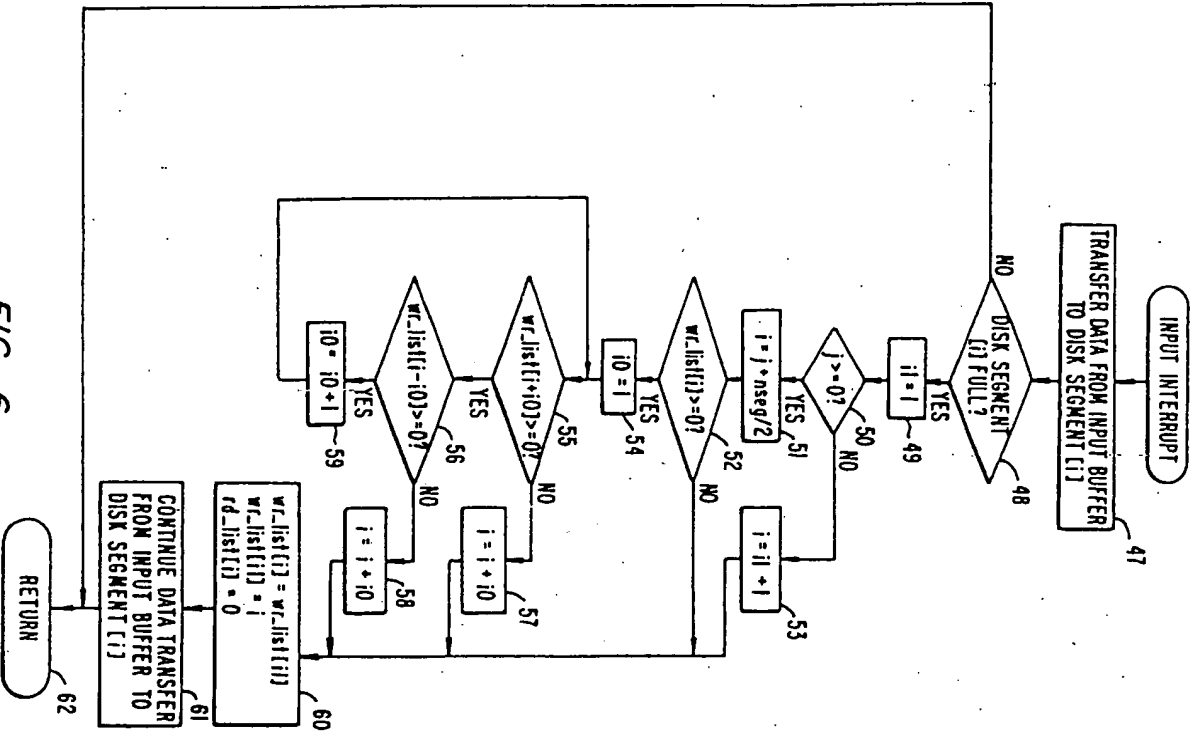 INPUT INTERRUPT
TRANSFER DATA FROM INPUT BUFFER
TO DISK SEGMENT [i]
47
DISK SEGMENT
[i] FULL?
48
NO
YES
i1 = 1
49
j>=0?
50
NO
YES
i = j + nseg/2
51
i = i1 + 1
53
wr_list[i]>=0?
52
NO
YES
i0 = 1
54
wr_list[i+i0]>=0?
55
NO
YES
i = i + i0
57
wr_list[i-i0]>=0?
56
NO
YES
i = i + i0
58
i0 = i0 + 1
59
wr_list[i] = wr_list[i1]
wr_list[i1] = i
rd_list[i] = 0
60
CONTINUE DATA TRANSFER
FROM INPUT BUFFER TO
DISK SEGMENT [i]
61
RETURN
62
FIG. 6